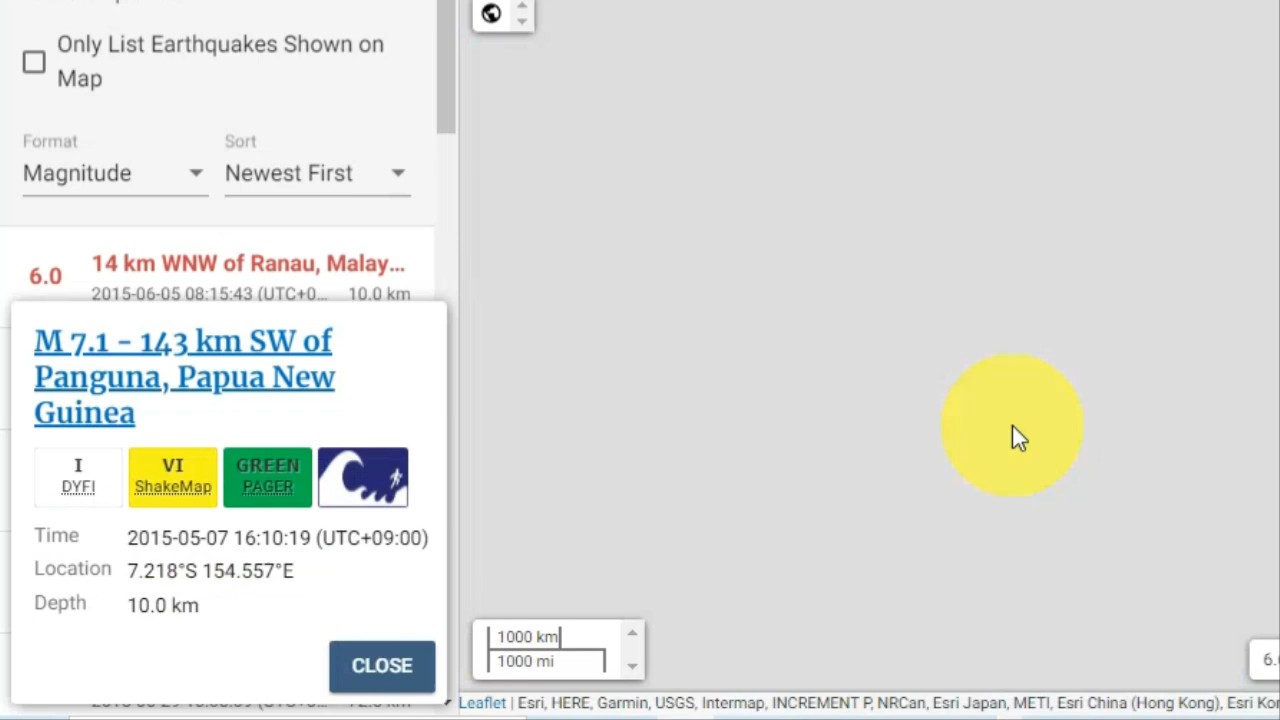 Only List Earthquakes Shown on
Map
Format
Sort
Magnitude
Newest First
6.0
14 km WNW of Ranau, Malay...
2015-06-05 08:15:43 (UTC+0... 10.0 km
M 7.1 - 143 km SW of
Panguna, Papua New
Guinea
I
DYFI
VI
ShakeMap
GREEN
PAGER
Time 2015-05-07 16:10:19 (UTC+09:00)
Location 7.218°S 154.557°E
Depth 10.0 km
CLOSE
1000 km
1000 mi
Leaflet | Esri, HERE, Garmin, USGS, Intermap, INCREMENT P, NRCan, Esri Japan, METI, Esri China (Hong Kong), Esri Ko